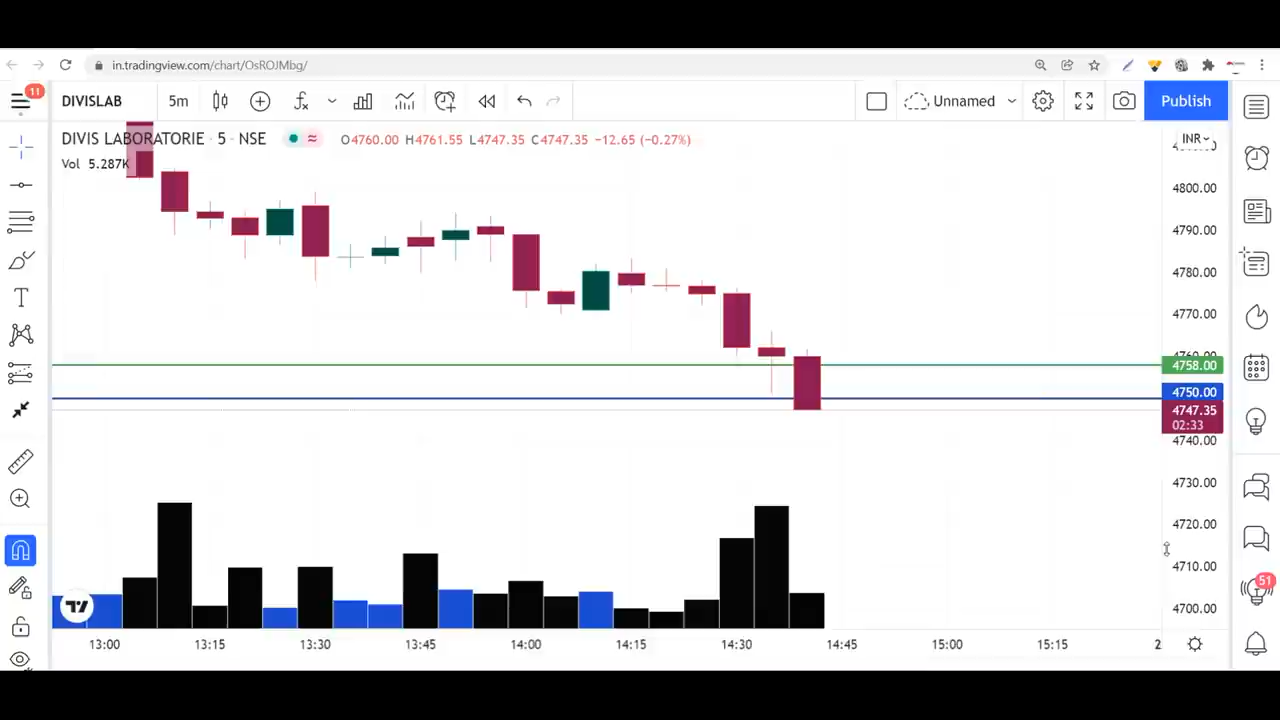 in.tradingview.com/chart/OsROJMbg/
11
DIVISLAB
5m
Unnamed
Publish
DIVIS LABORATORIE · 5 · NSE
O4760.00 H4761.55 L4747.35 C4747.35 −12.65 (−0.27%)
INR
Vol 5.287K
4800.00
4790.00
4780.00
4770.00
4760.00
4758.00
4750.00
4747.35
02:33
4740.00
4730.00
4720.00
4710.00
4700.00
51
13:00 13:15 13:30 13:45 14:00 14:15 14:30 14:45 15:00 15:15 2